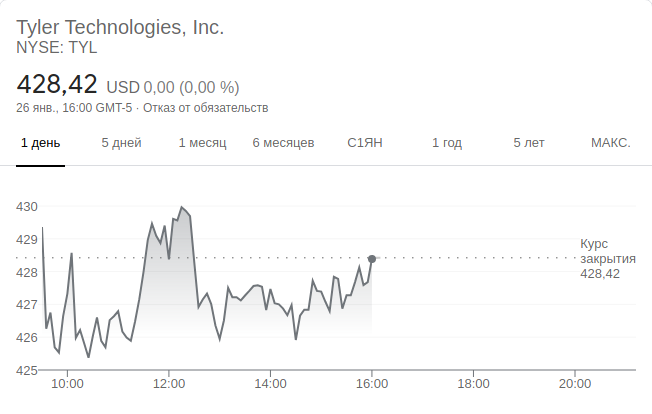 Tyler Technologies, Inc.
NYSE: TYL
428,42 USD 0,00 (0,00 %)
26 янв., 16:00 GMT-5 · Отказ от обязательств
1 день 5 дней 1 месяц 6 месяцев С1ЯН 1 год 5 лет МАКС.
430
429
428
427
426
425
Курс
закрытия
428,42
10:00 12:00 14:00 16:00 18:00 20:00